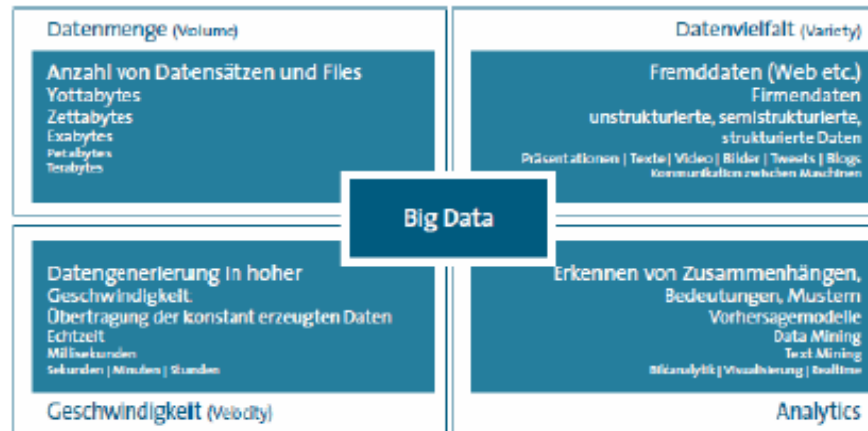 Datenmenge (Volume)
Anzahl von Datensätzen und Files
Yottabytes
Zettabytes
Exabytes
Petabytes
Terabytes
Datenvielfalt (Variety)
Fremddaten (Web etc.)
Firmendaten
unstrukturierte, semistrukturierte,
strukturierte Daten
Präsentationen | Texte | Video | Bilder | Tweets | Blogs
Kommunikation zwischen Maschinen
Big Data
Datengenerierung in hoher
Geschwindigkeit
Übertragung der konstant erzeugten Daten
Echtzeit
Millisekunden
Sekunden | Minuten | Stunden
Geschwindigkeit (Velocity)
Erkennen von Zusammenhängen,
Bedeutungen, Mustern
Vorhersagemodelle
Data Mining
Text Mining
Bildanalytik | Visualisierung | Realtime
Analytics